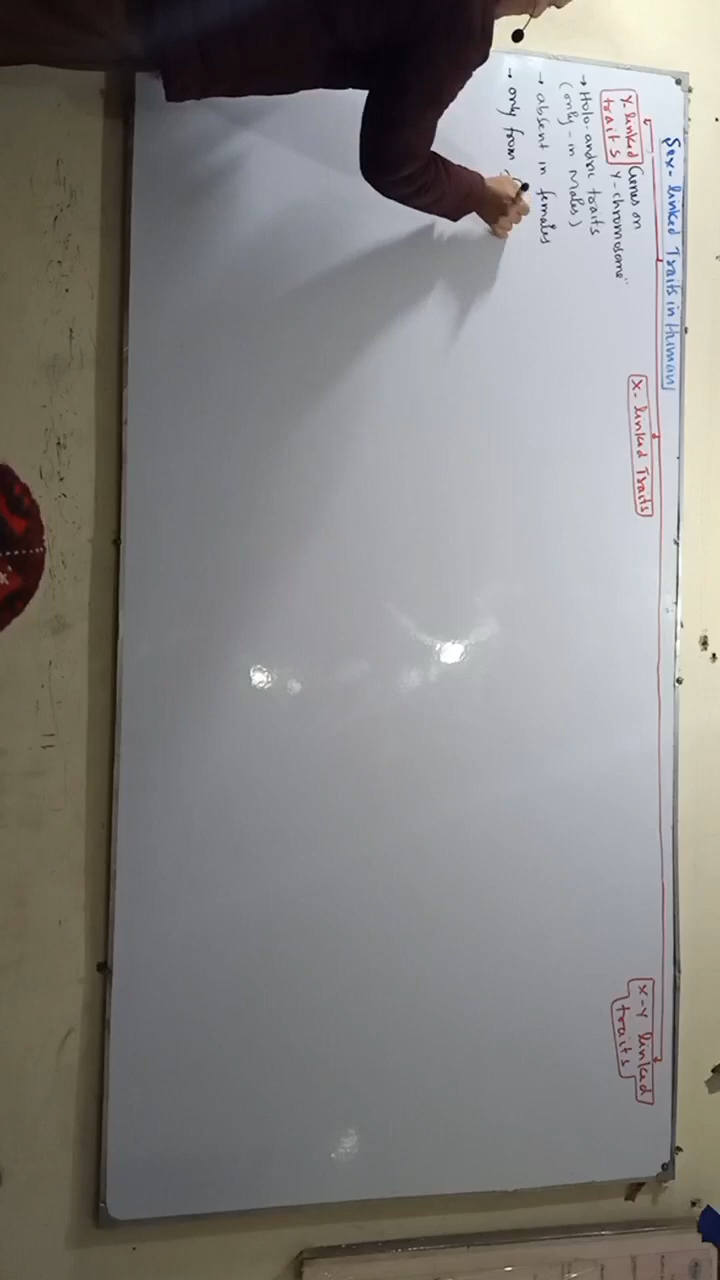 Sex-linked Traits in Human
Y-linked
traits
Genes on
Y-chromosome"
→ Holo-andric traits
(only-in Males)
→ absent in females
→ only from
X-linked Traits
X-Y linked
traits